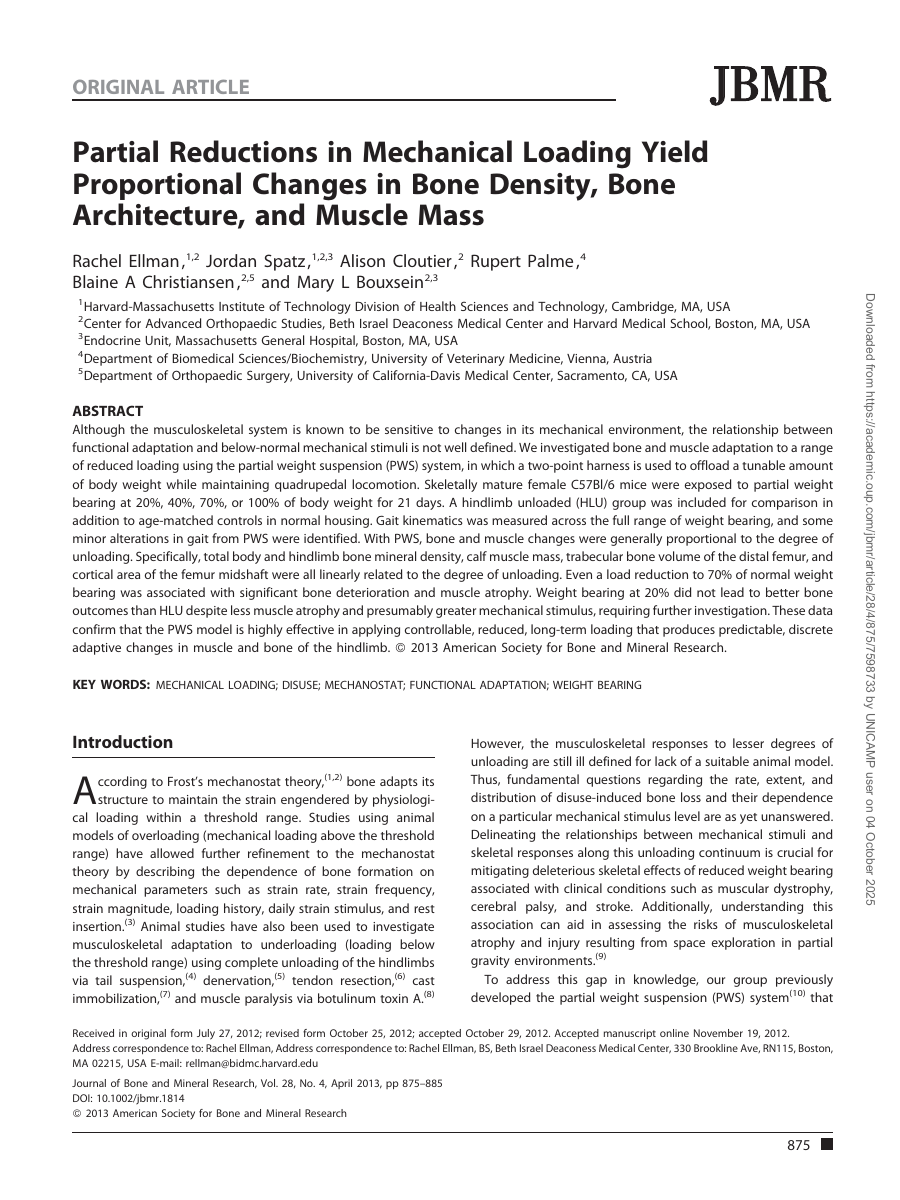 ORIGINAL ARTICLE
JBMR
Partial Reductions in Mechanical Loading Yield
Proportional Changes in Bone Density, Bone
Architecture, and Muscle Mass
Rachel Ellman,1,2 Jordan Spatz,1,2,3 Alison Cloutier,2 Rupert Palme,4
Blaine A Christiansen,2,5 and Mary L Bouxsein2,3
1Harvard-Massachusetts Institute of Technology Division of Health Sciences and Technology, Cambridge, MA, USA
2Center for Advanced Orthopaedic Studies, Beth Israel Deaconess Medical Center and Harvard Medical School, Boston, MA, USA
3Endocrine Unit, Massachusetts General Hospital, Boston, MA, USA
4Department of Biomedical Sciences/Biochemistry, University of Veterinary Medicine, Vienna, Austria
5Department of Orthopaedic Surgery, University of California-Davis Medical Center, Sacramento, CA, USA
ABSTRACT
Although the musculoskeletal system is known to be sensitive to changes in its mechanical environment, the relationship between
functional adaptation and below-normal mechanical stimuli is not well defined. We investigated bone and muscle adaptation to a range
of reduced loading using the partial weight suspension (PWS) system, in which a two-point harness is used to offload a tunable amount
of body weight while maintaining quadrupedal locomotion. Skeletally mature female C57Bl/6 mice were exposed to partial weight
bearing at 20%, 40%, 70%, or 100% of body weight for 21 days. A hindlimb unloaded (HLU) group was included for comparison in
addition to age-matched controls in normal housing. Gait kinematics was measured across the full range of weight bearing, and some
minor alterations in gait from PWS were identified. With PWS, bone and muscle changes were generally proportional to the degree of
unloading. Specifically, total body and hindlimb bone mineral density, calf muscle mass, trabecular bone volume of the distal femur, and
cortical area of the femur midshaft were all linearly related to the degree of unloading. Even a load reduction to 70% of normal weight
bearing was associated with significant bone deterioration and muscle atrophy. Weight bearing at 20% did not lead to better bone
outcomes than HLU despite less muscle atrophy and presumably greater mechanical stimulus, requiring further investigation. These data
confirm that the PWS model is highly effective in applying controllable, reduced, long-term loading that produces predictable, discrete
adaptive changes in muscle and bone of the hindlimb. © 2013 American Society for Bone and Mineral Research.
KEY WORDS: MECHANICAL LOADING; DISUSE; MECHANOSTAT; FUNCTIONAL ADAPTATION; WEIGHT BEARING
Introduction
According to Frost's mechanostat theory,(1,2) bone adapts its
structure to maintain the strain engendered by physiologi-
cal loading within a threshold range. Studies using animal
models of overloading (mechanical loading above the threshold
range) have allowed further refinement to the mechanostat
theory by describing the dependence of bone formation on
mechanical parameters such as strain rate, strain frequency,
strain magnitude, loading history, daily strain stimulus, and rest
insertion.(3) Animal studies have also been used to investigate
musculoskeletal adaptation to underloading (loading below
the threshold range) using complete unloading of the hindlimbs
via tail suspension,(4) denervation,(5) tendon resection,(6) cast
immobilization,(7) and muscle paralysis via botulinum toxin A.(8)
However, the musculoskeletal responses to lesser degrees of
unloading are still ill defined for lack of a suitable animal model.
Thus, fundamental questions regarding the rate, extent, and
distribution of disuse-induced bone loss and their dependence
on a particular mechanical stimulus level are as yet unanswered.
Delineating the relationships between mechanical stimuli and
skeletal responses along this unloading continuum is crucial for
mitigating deleterious skeletal effects of reduced weight bearing
associated with clinical conditions such as muscular dystrophy,
cerebral palsy, and stroke. Additionally, understanding this
association can aid in assessing the risks of musculoskeletal
atrophy and injury resulting from space exploration in partial
gravity environments.(9)
To address this gap in knowledge, our group previously
developed the partial weight suspension (PWS) system(10) that
Received in original form July 27, 2012; revised form October 25, 2012; accepted October 29, 2012. Accepted manuscript online November 19, 2012.
Address correspondence to: Rachel Ellman, Address correspondence to: Rachel Ellman, BS, Beth Israel Deaconess Medical Center, 330 Brookline Ave, RN115, Boston,
MA 02215, USA E-mail: rellman@bidmc.harvard.edu
Journal of Bone and Mineral Research, Vol. 28, No. 4, April 2013, pp 875–885
DOI: 10.1002/jbmr.1814
© 2013 American Society for Bone and Mineral Research
875
Downloaded from https://academic.oup.com/jbmr/article/28/4/875/7598733 by UNICAMP user on 04 October 2025